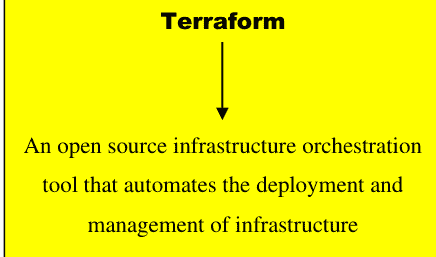 Terraform
An open source infrastructure orchestration
tool that automates the deployment and
management of infrastructure